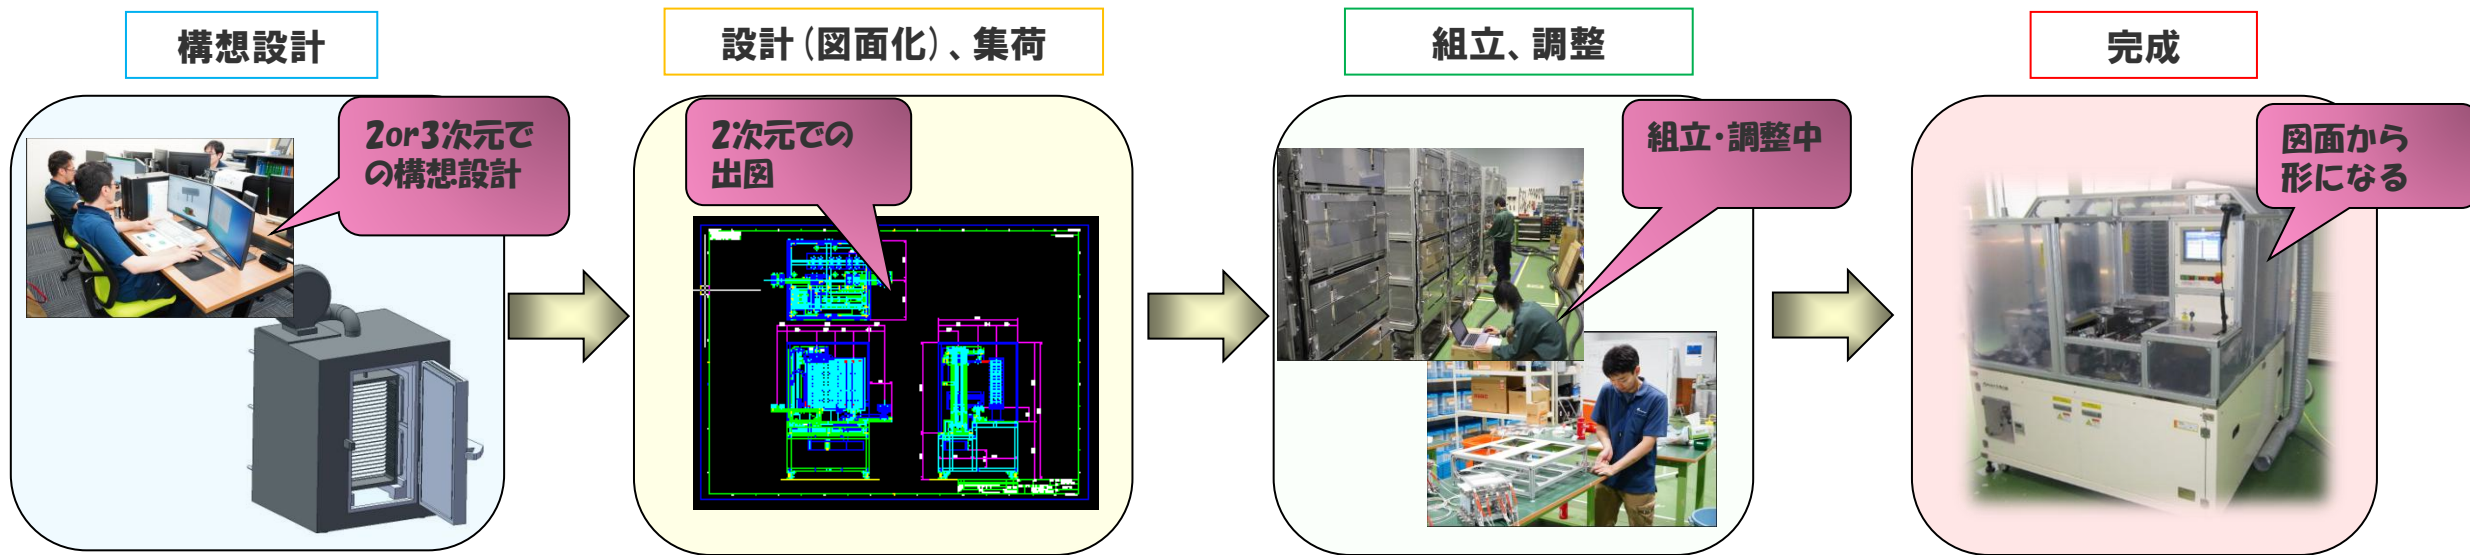 構想設計
2or3次元で
の構想設計
設計（図面化）、集荷
2次元での
出図
組立、調整
組立・調整中
完成
図面から
形になる